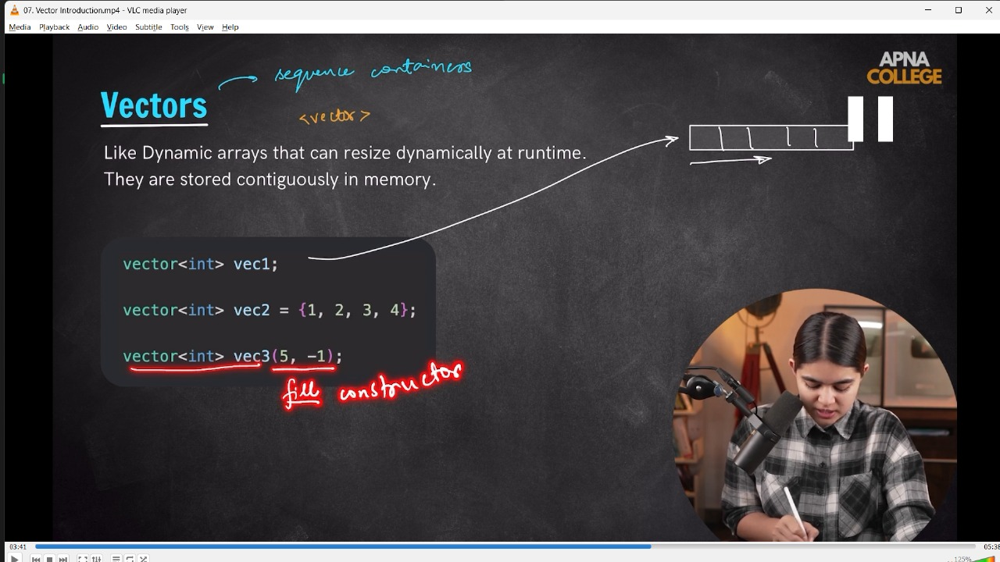 07. Vector Introduction.mp4 - VLC media player
Media Playback Audio Video Subtitle Tools View Help
sequence containers
APNA
COLLEGE
Vectors
<vector>
Like Dynamic arrays that can resize dynamically at runtime.
They are stored contiguously in memory.
vector<int> vec1;
vector<int> vec2 = {1, 2, 3, 4};
vector<int> vec3(5, -1);
fill constructor
03:41
125%